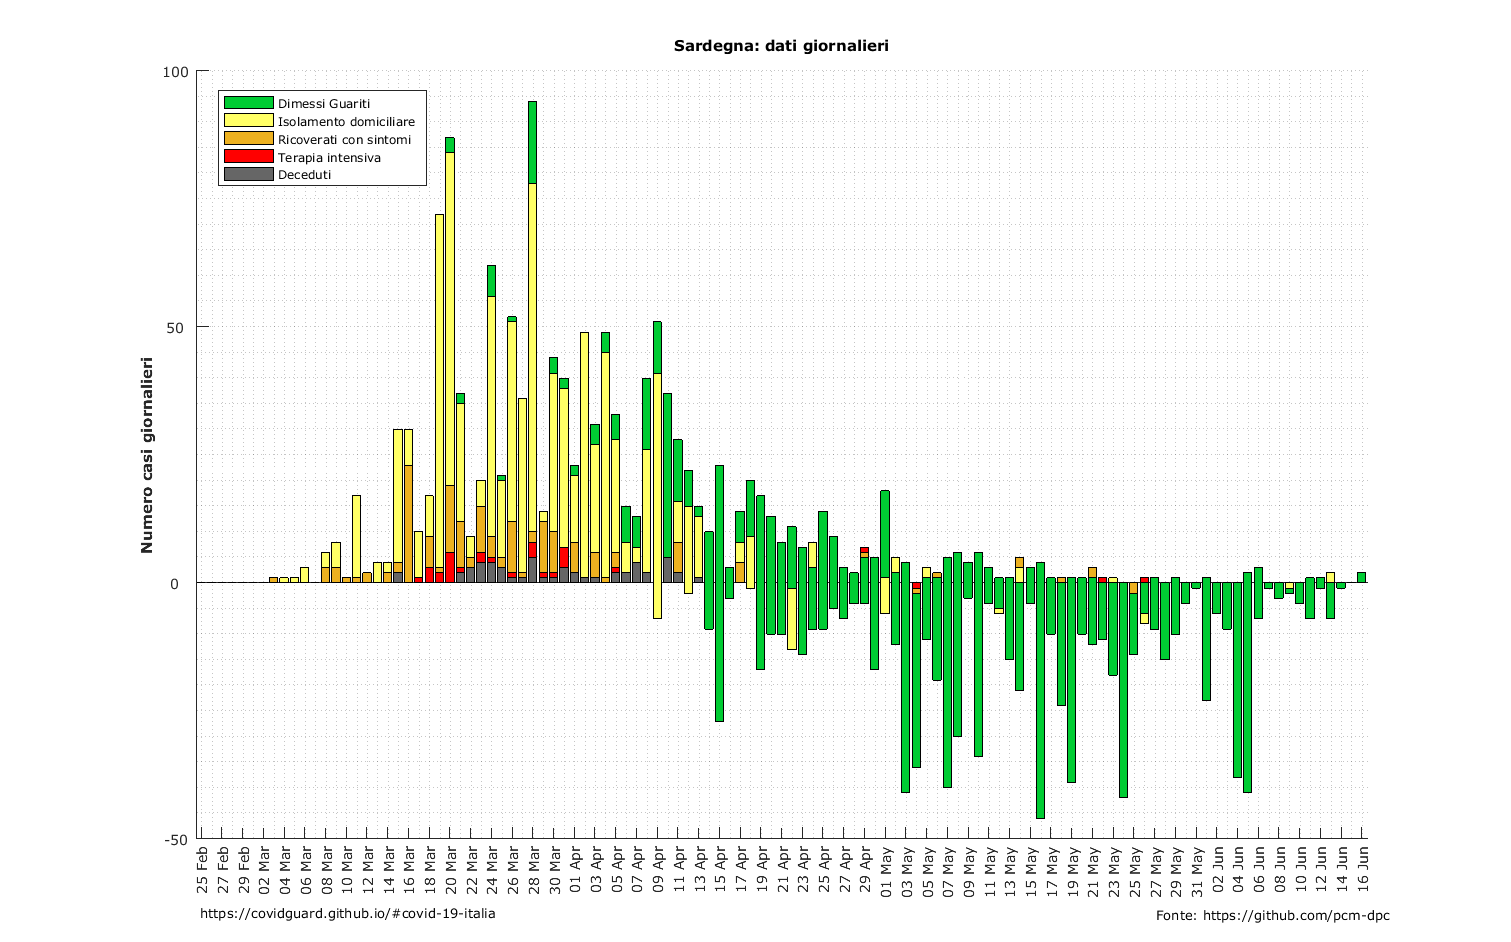 Sardegna: dati giornalieri
100
50
0
-50
Numero casi giornalieri
Dimessi Guariti
Isolamento domiciliare
Ricoverati con sintomi
Terapia intensiva
Deceduti
25 Feb
27 Feb
29 Feb
02 Mar
04 Mar
06 Mar
08 Mar
10 Mar
12 Mar
14 Mar
16 Mar
18 Mar
20 Mar
22 Mar
24 Mar
26 Mar
28 Mar
30 Mar
01 Apr
03 Apr
05 Apr
07 Apr
09 Apr
11 Apr
13 Apr
15 Apr
17 Apr
19 Apr
21 Apr
23 Apr
25 Apr
27 Apr
29 Apr
01 May
03 May
05 May
07 May
09 May
11 May
13 May
15 May
17 May
19 May
21 May
23 May
25 May
27 May
29 May
31 May
02 Jun
04 Jun
06 Jun
08 Jun
10 Jun
12 Jun
14 Jun
16 Jun
https://covidguard.github.io/#covid-19-italia
Fonte: https://github.com/pcm-dpc